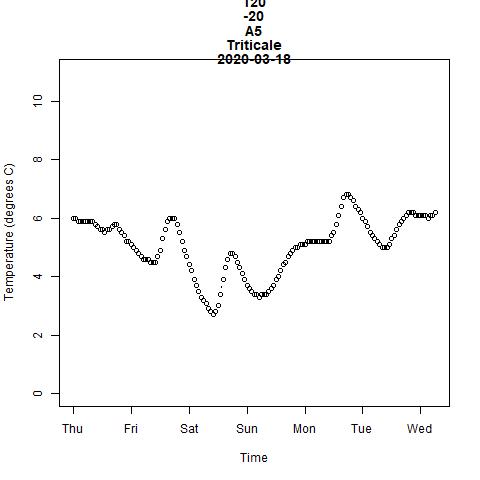 120
-20
A5
Triticale
2020-03-18
Temperature (degrees C)
10
8
6
4
2
0
Thu Fri Sat Sun Mon Tue Wed
Time